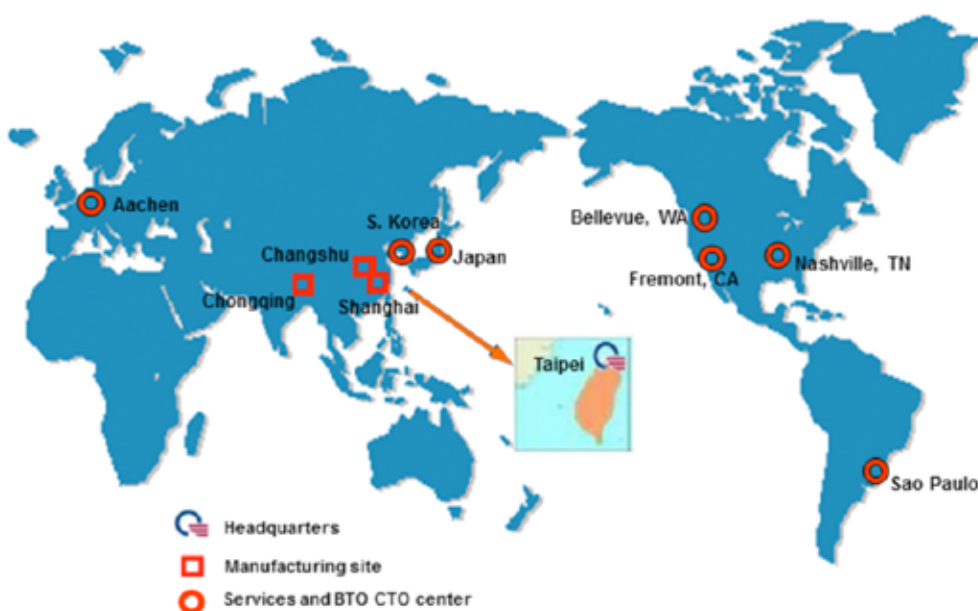 Aachen
S. Korea
Changshu
Japan
Chongqing
Shanghai
Bellevue, WA
Fremont, CA
Nashville, TN
Taipei
Sao Paulo
Headquarters
Manufacturing site
Services and BTO CTO center